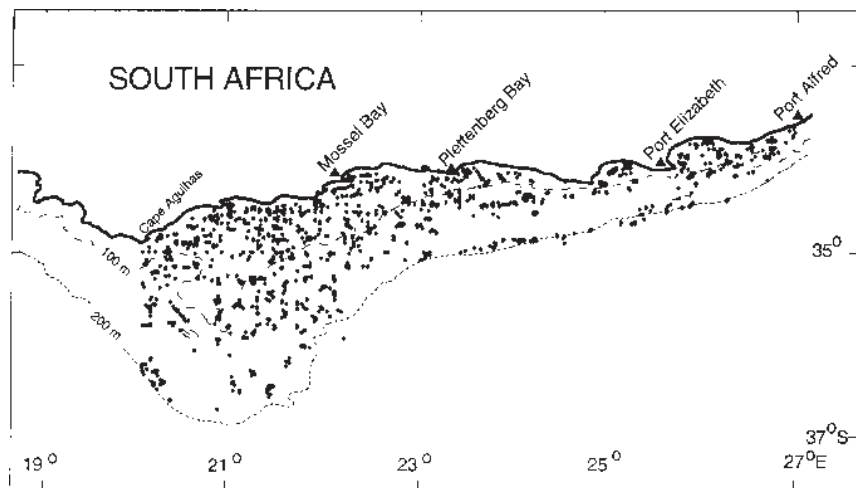 SOUTH AFRICA
Mossel Bay
Plettenberg Bay
Port Elizabeth
Port Alfred
Cape Agulhas
100 m
200 m
35°
37°S
19°
21°
23°
25°
27°E